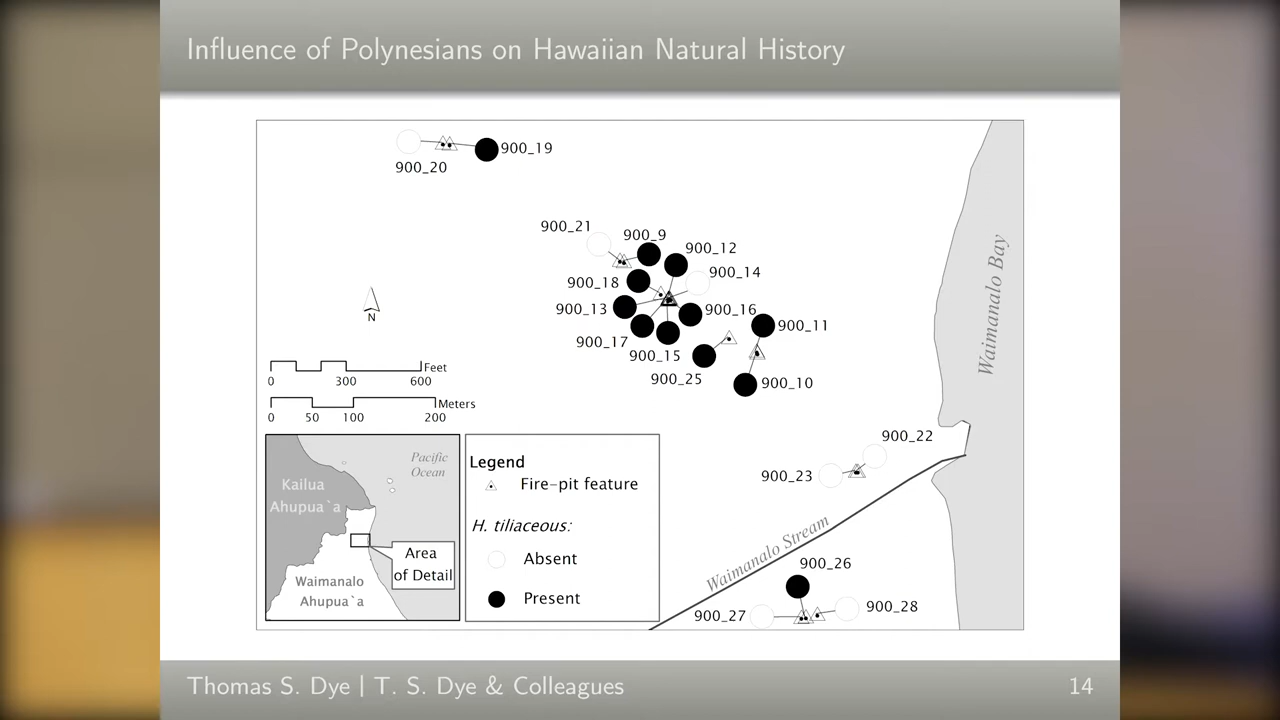 Influence of Polynesians on Hawaiian Natural History
900_19
900_20
900_21
900_9
900_12
900_14
900_18
900_13
900_16
900_11
900_17
900_15
900_25
900_10
N
Waimanalo Bay
Feet
0 300 600
Meters
0 50 100 200
900_22
900_23
Waimanalo Stream
900_26
900_27
900_28
Pacific
Ocean
Kailua
Ahupua`a
Area
of Detail
Waimanalo
Ahupua`a
Legend
Fire-pit feature
H. tiliaceous:
Absent
Present
Thomas S. Dye | T. S. Dye & Colleagues
14